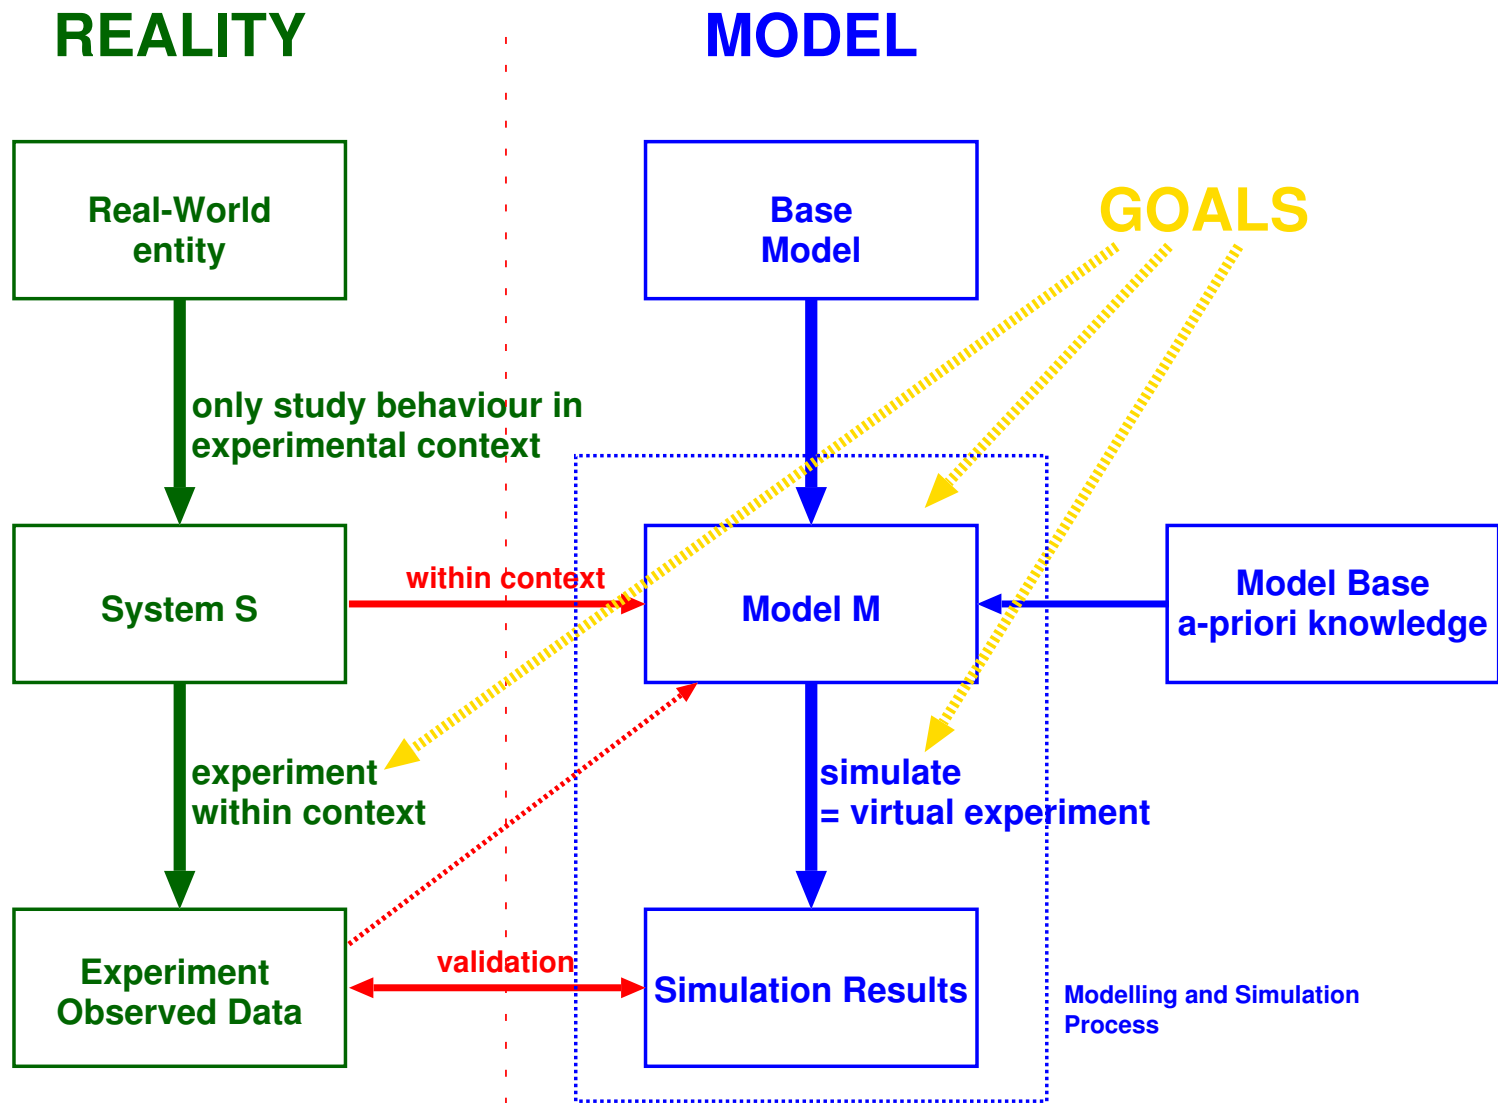 REALITY
MODEL
Real-World
entity
Base
Model
GOALS
only study behaviour in
experimental context
within context
System S
Model M
Model Base
a-priori knowledge
experiment
within context
simulate
= virtual experiment
validation
Experiment
Observed Data
Simulation Results
Modelling and Simulation
Process